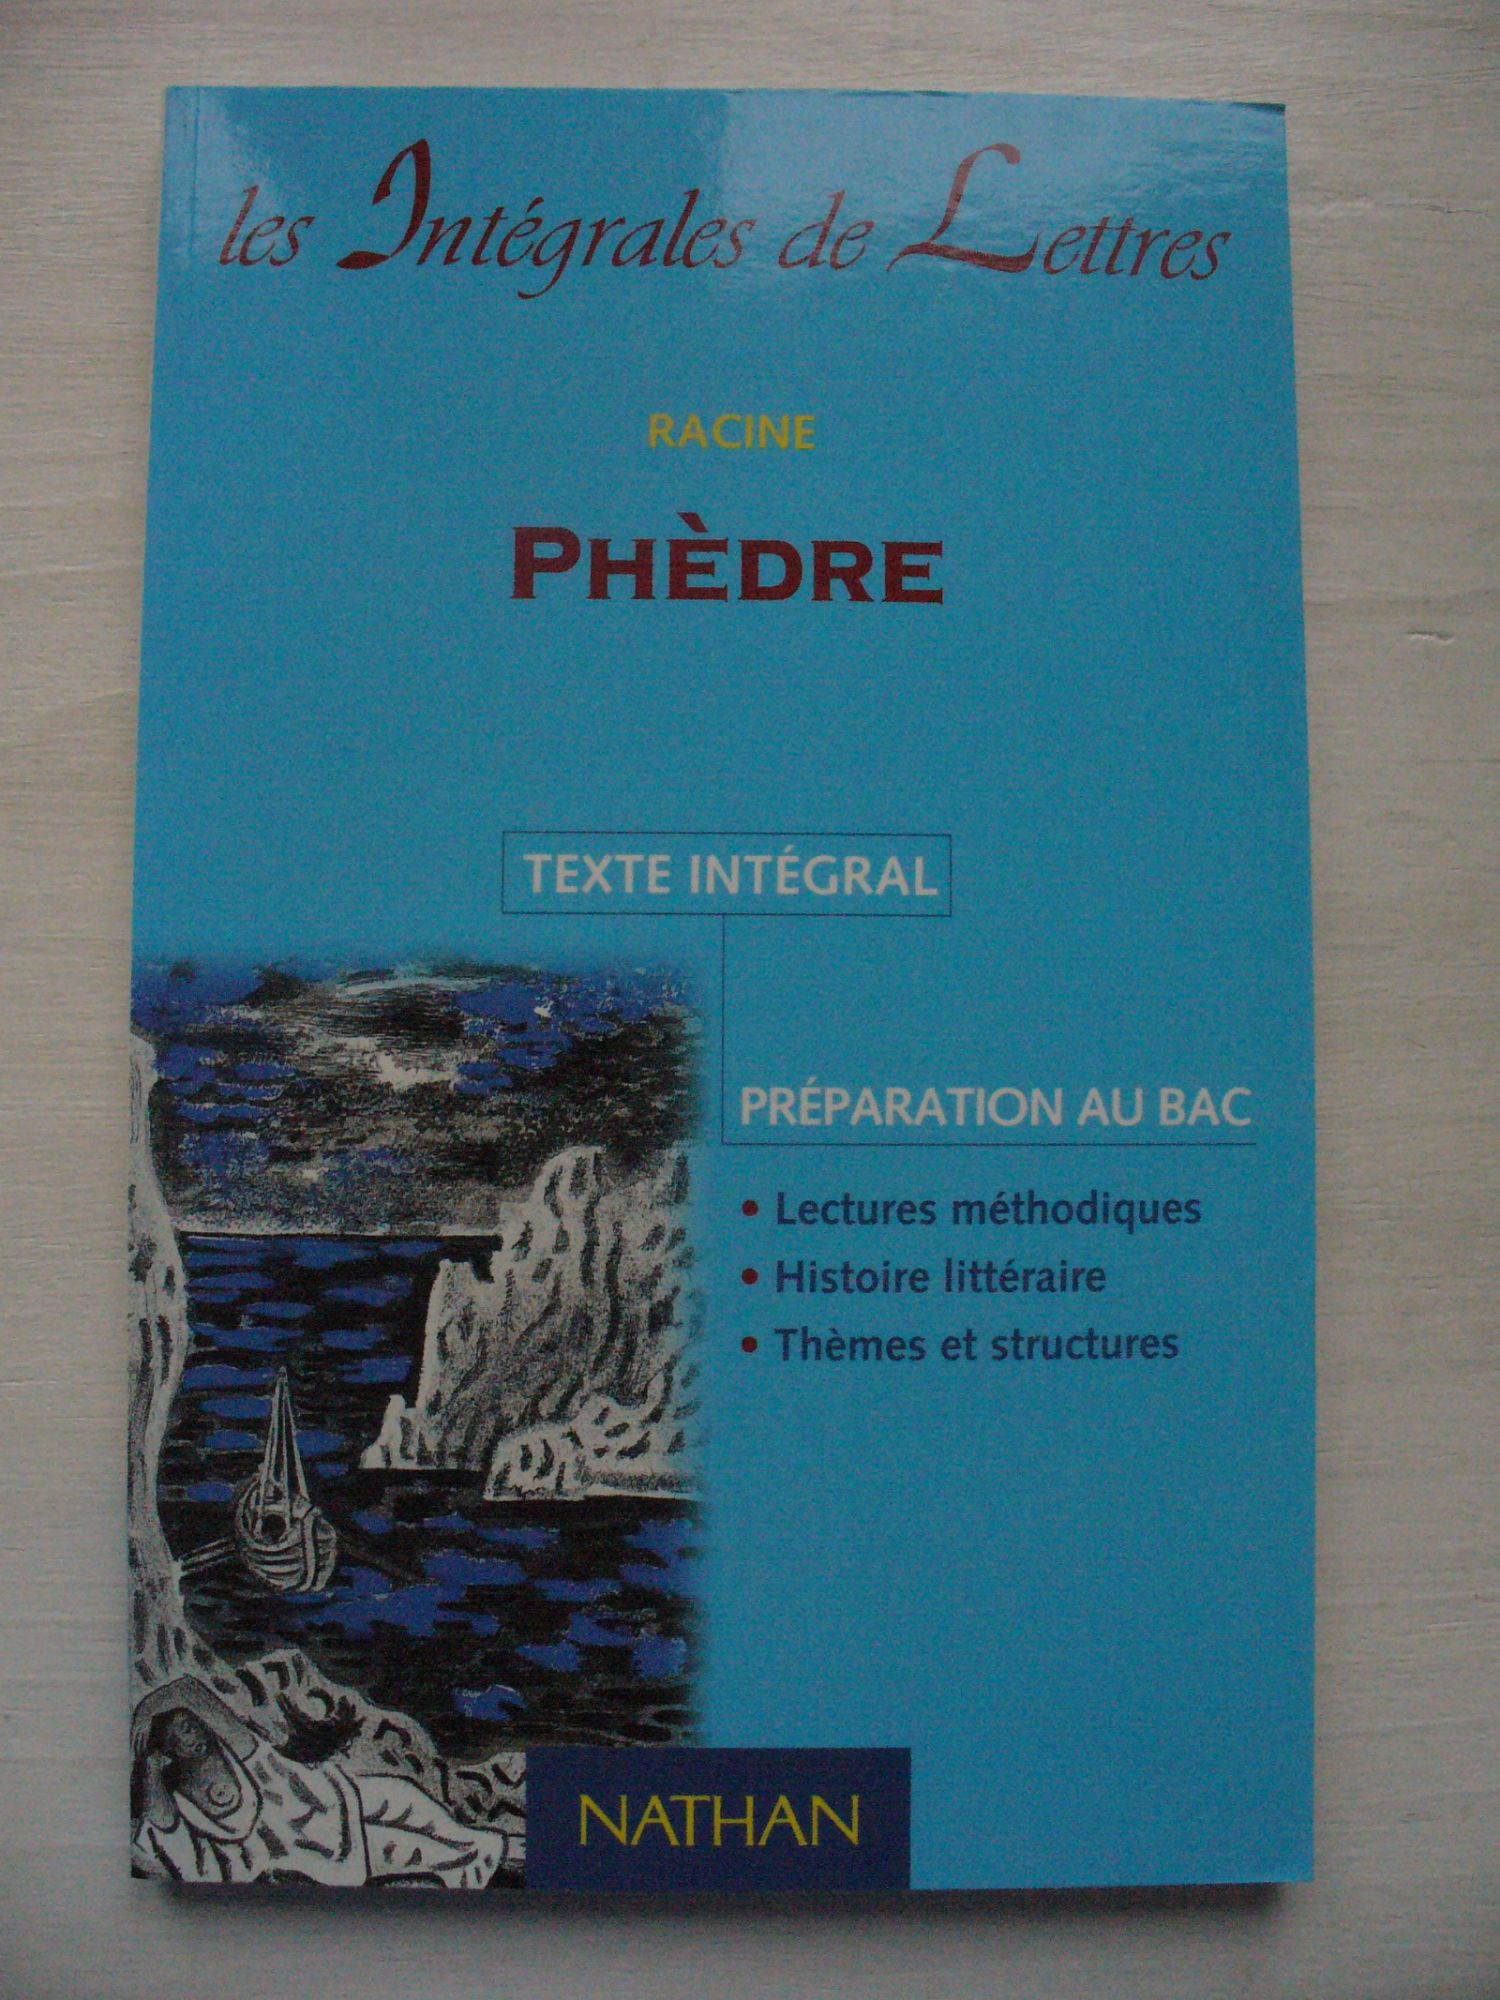 les Intégrales de Lettres
RACINE
PHÈDRE
TEXTE INTÉGRAL
PRÉPARATION AU BAC
• Lectures méthodiques
• Histoire littéraire
• Thèmes et structures
NATHAN